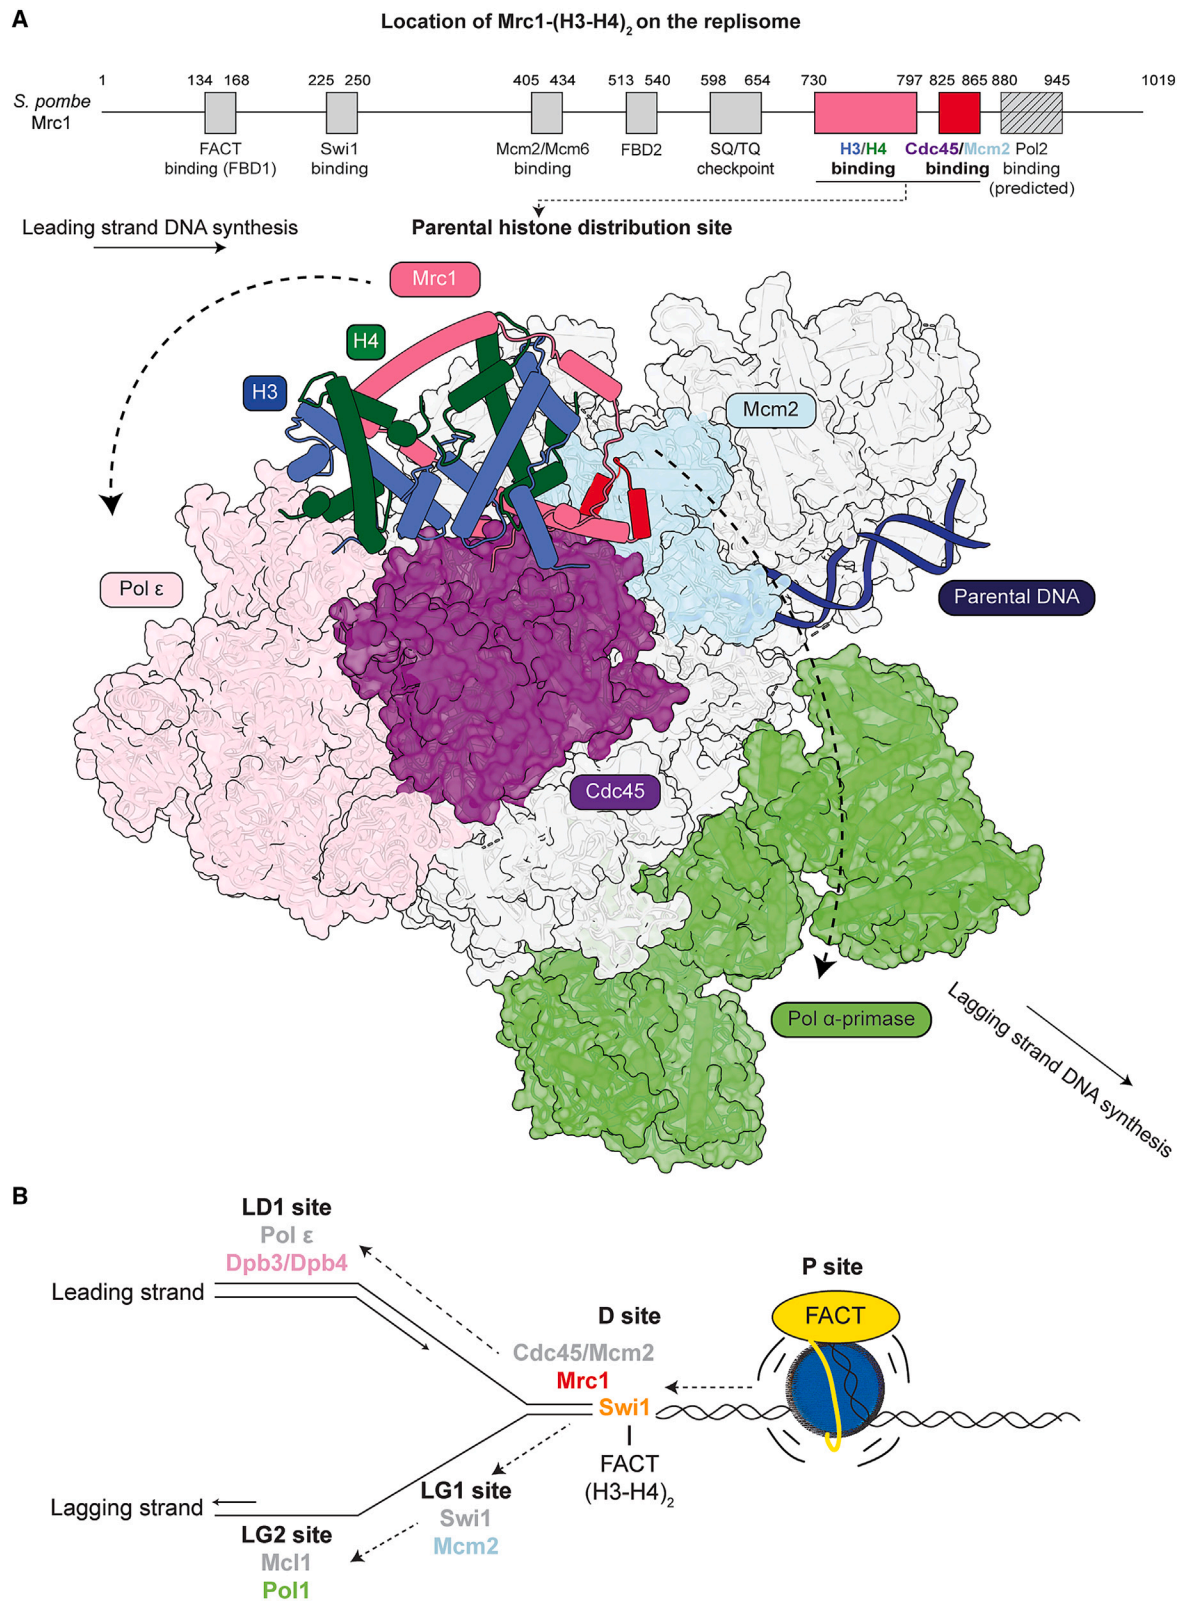 A
Location of Mrc1-(H3-H4)2 on the replisome
1 134 168 225 250 405 434 513 540 598 654 730 797 825 865 880 945 1019
S. pombe
Mrc1
FACT
binding (FBD1)
Swi1
binding
Mcm2/Mcm6
binding
FBD2
SQ/TQ
checkpoint
H3/H4
binding
Cdc45/Mcm2
binding
Pol2
binding
(predicted)
Leading strand DNA synthesis
Parental histone distribution site
Mrc1
H4
H3
Mcm2
Pol ε
Parental DNA
Cdc45
Pol α-primase
Lagging strand DNA synthesis
B
LD1 site
Pol ε
Dpb3/Dpb4
Leading strand
P site
FACT
D site
Cdc45/Mcm2
Mrc1
Swi1
FACT
(H3-H4)2
LG1 site
Swi1
Mcm2
Lagging strand
LG2 site
Mcl1
Pol1